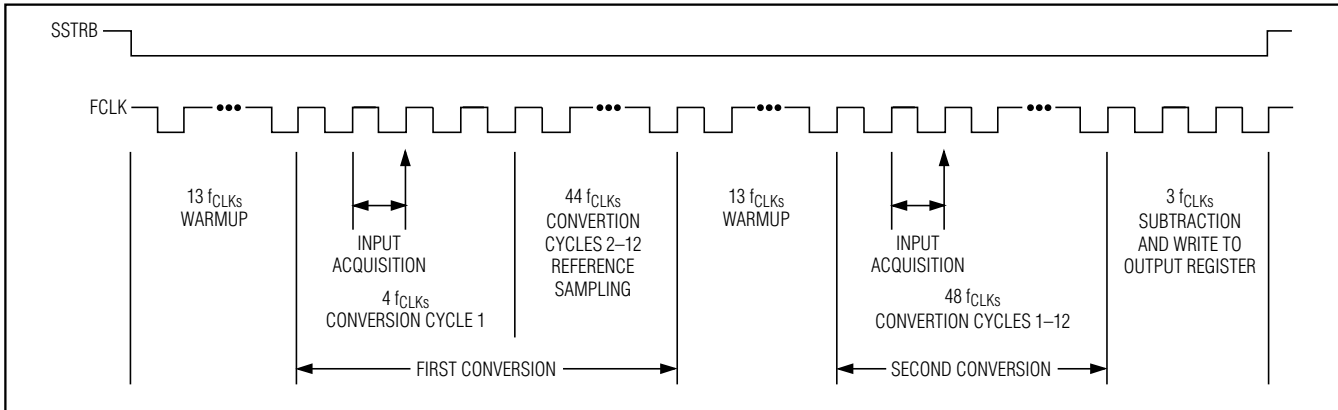 SSTRB
FCLK
13 fCLKs
WARMUP
INPUT
ACQUISITION
4 fCLKs
CONVERSION CYCLE 1
44 fCLKs
CONVERTION
CYCLES 2–12
REFERENCE
SAMPLING
13 fCLKs
WARMUP
INPUT
ACQUISITION
48 fCLKs
CONVERTION CYCLES 1–12
3 fCLKs
SUBTRACTION
AND WRITE TO
OUTPUT REGISTER
FIRST CONVERSION
SECOND CONVERSION